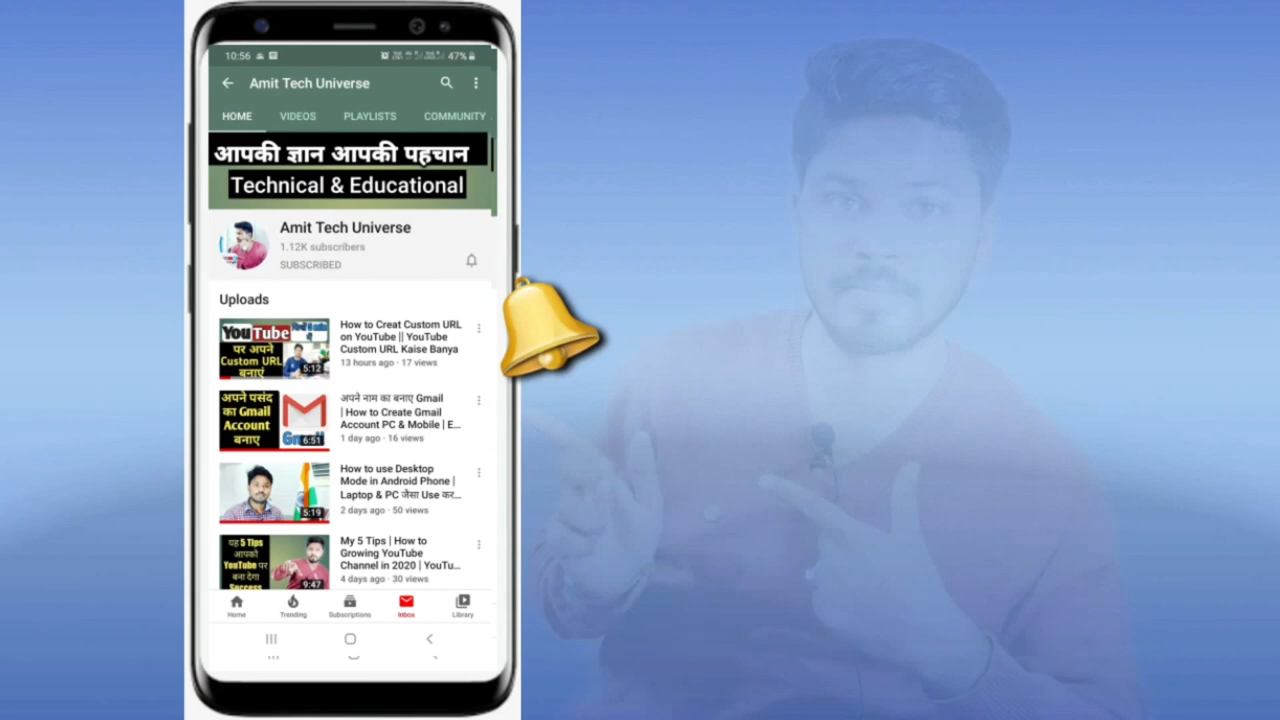 10:56
47%
Amit Tech Universe
HOME VIDEOS PLAYLISTS COMMUNITY
आपकी ज्ञान आपकी पहचान
Technical & Educational
Amit Tech Universe
1.12K subscribers
SUBSCRIBED
Uploads
YouTube
पर अपने
Custom URL
बनाएं
5:12
How to Creat Custom URL
on YouTube || YouTube
Custom URL Kaise Banya
13 hours ago · 17 views
अपने पसंद
का Gmail
Account
बनाए
6:51
अपने नाम का बनाए Gmail
| How to Create Gmail
Account PC & Mobile | E...
1 day ago · 16 views
5:19
How to use Desktop
Mode in Android Phone |
Laptop & PC जैसा Use कर...
2 days ago · 50 views
यह 5 Tips
आपको
YouTube पर
बना देगा
Success
9:47
My 5 Tips | How to
Growing YouTube
Channel in 2020 | YouTu...
4 days ago · 30 views
Home Trending Subscriptions Inbox Library